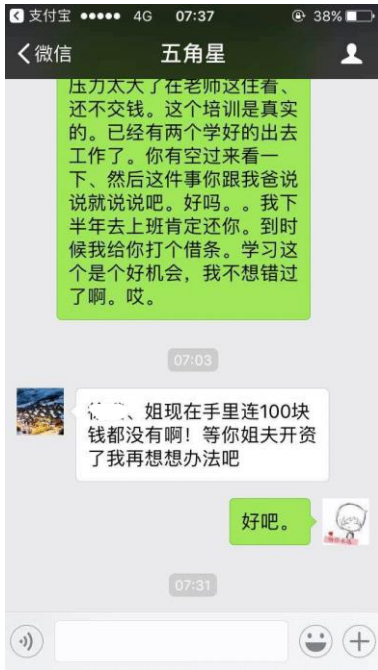 支付宝 4G 07:37 38%
微信 五角星
压力太大了在老师这住着、
还不交钱。这个培训是真实
的。已经有两个学好的出去
工作了。你有空过来看一
下、然后这件事你跟我爸说
说就说说吧。好吗。。我下
半年去上班肯定还你。到时
候我给你打个借条。学习这
个是个好机会，我不想错过
了啊。哎。
07:03
、姐现在手里连100块
钱都没有啊！等你姐夫开资
了我再想想办法吧
好吧。
07:31